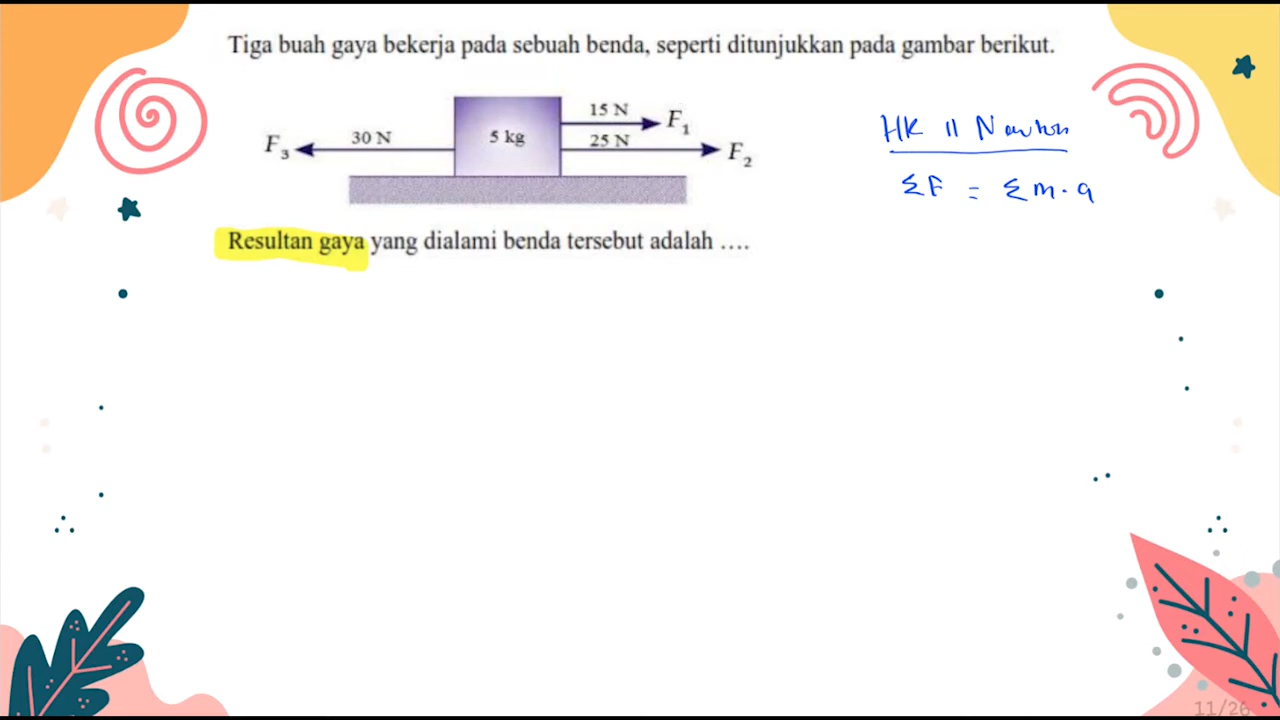 Tiga buah gaya bekerja pada sebuah benda, seperti ditunjukkan pada gambar berikut.
15 N F₁
F₃ 30 N 5 kg 25 N F₂
HK II Newton
ΣF = Σm. a
Resultan gaya yang dialami benda tersebut adalah ....
11/26